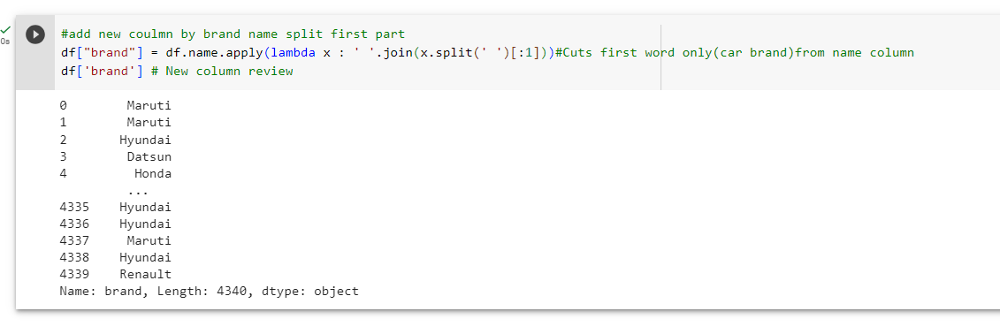 0s
#add new coulmn by brand name split first part
df["brand"] = df.name.apply(lambda x : ' '.join(x.split(' ')[:1]))#Cuts first word only(car brand)from name column
df['brand'] # New column review
0 Maruti
1 Maruti
2 Hyundai
3 Datsun
4 Honda
...
4335 Hyundai
4336 Hyundai
4337 Maruti
4338 Hyundai
4339 Renault
Name: brand, Length: 4340, dtype: object